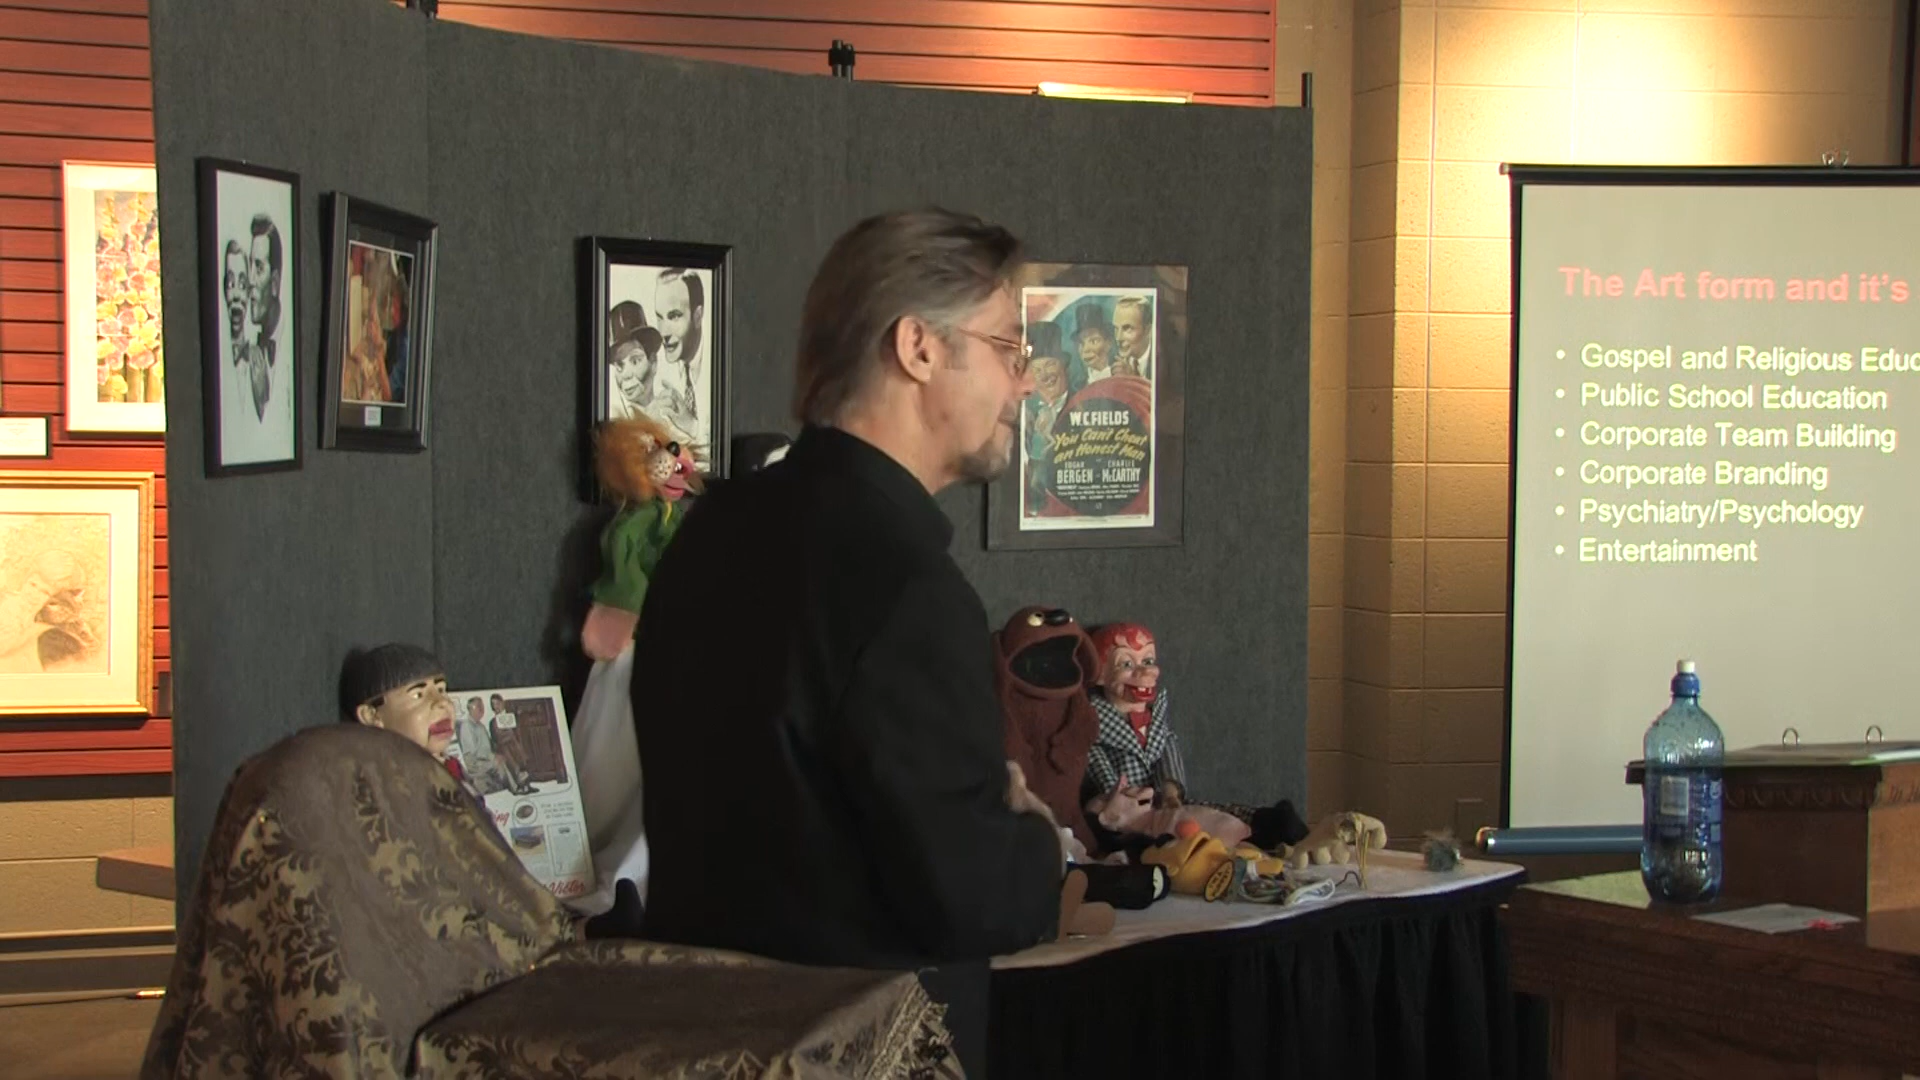 W.C.FIELDS
You Can't Cheat
an Honest Man
EDGAR CHARLIE
BERGEN - McCARTHY
The Art form and it's
• Gospel and Religious Educ
• Public School Education
• Corporate Team Building
• Corporate Branding
• Psychiatry/Psychology
• Entertainment
Victor